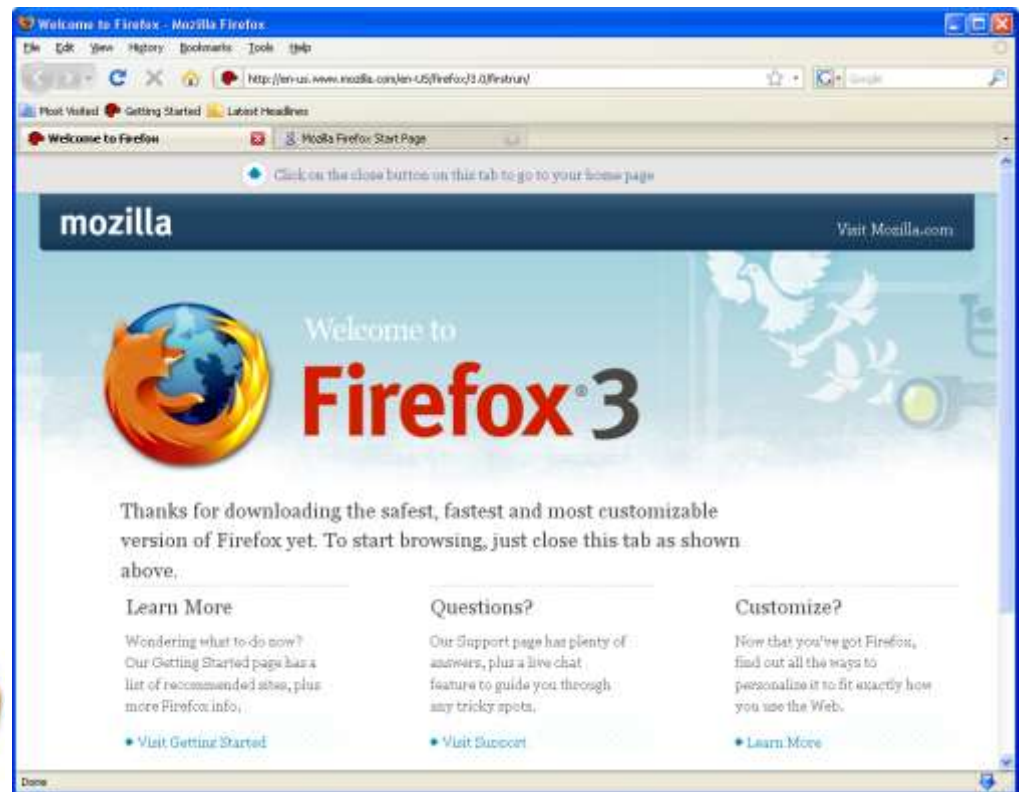 Welcome to Firefox - Mozilla Firefox
File Edit View History Bookmarks Tools Help
http://en-us.www.mozilla.com/en-US/firefox/3.0/firstrun/ Google
Most Visited Getting Started Latest Headlines
Welcome to Firefox Mozilla Firefox Start Page
Click on the close button on this tab to go to your home page
mozilla Visit Mozilla.com
Welcome to
Firefox® 3
Thanks for downloading the safest, fastest and most customizable
version of Firefox yet. To start browsing, just close this tab as shown
above.
Learn More
Wondering what to do now?
Our Getting Started page has a
list of recommended sites, plus
more Firefox info.
• Visit Getting Started
Questions?
Our Support page has plenty of
answers, plus a live chat
feature to guide you through
any tricky spots.
• Visit Support
Customize?
Now that you've got Firefox,
find out all the ways to
personalize it to fit exactly how
you use the Web.
• Learn More
Done